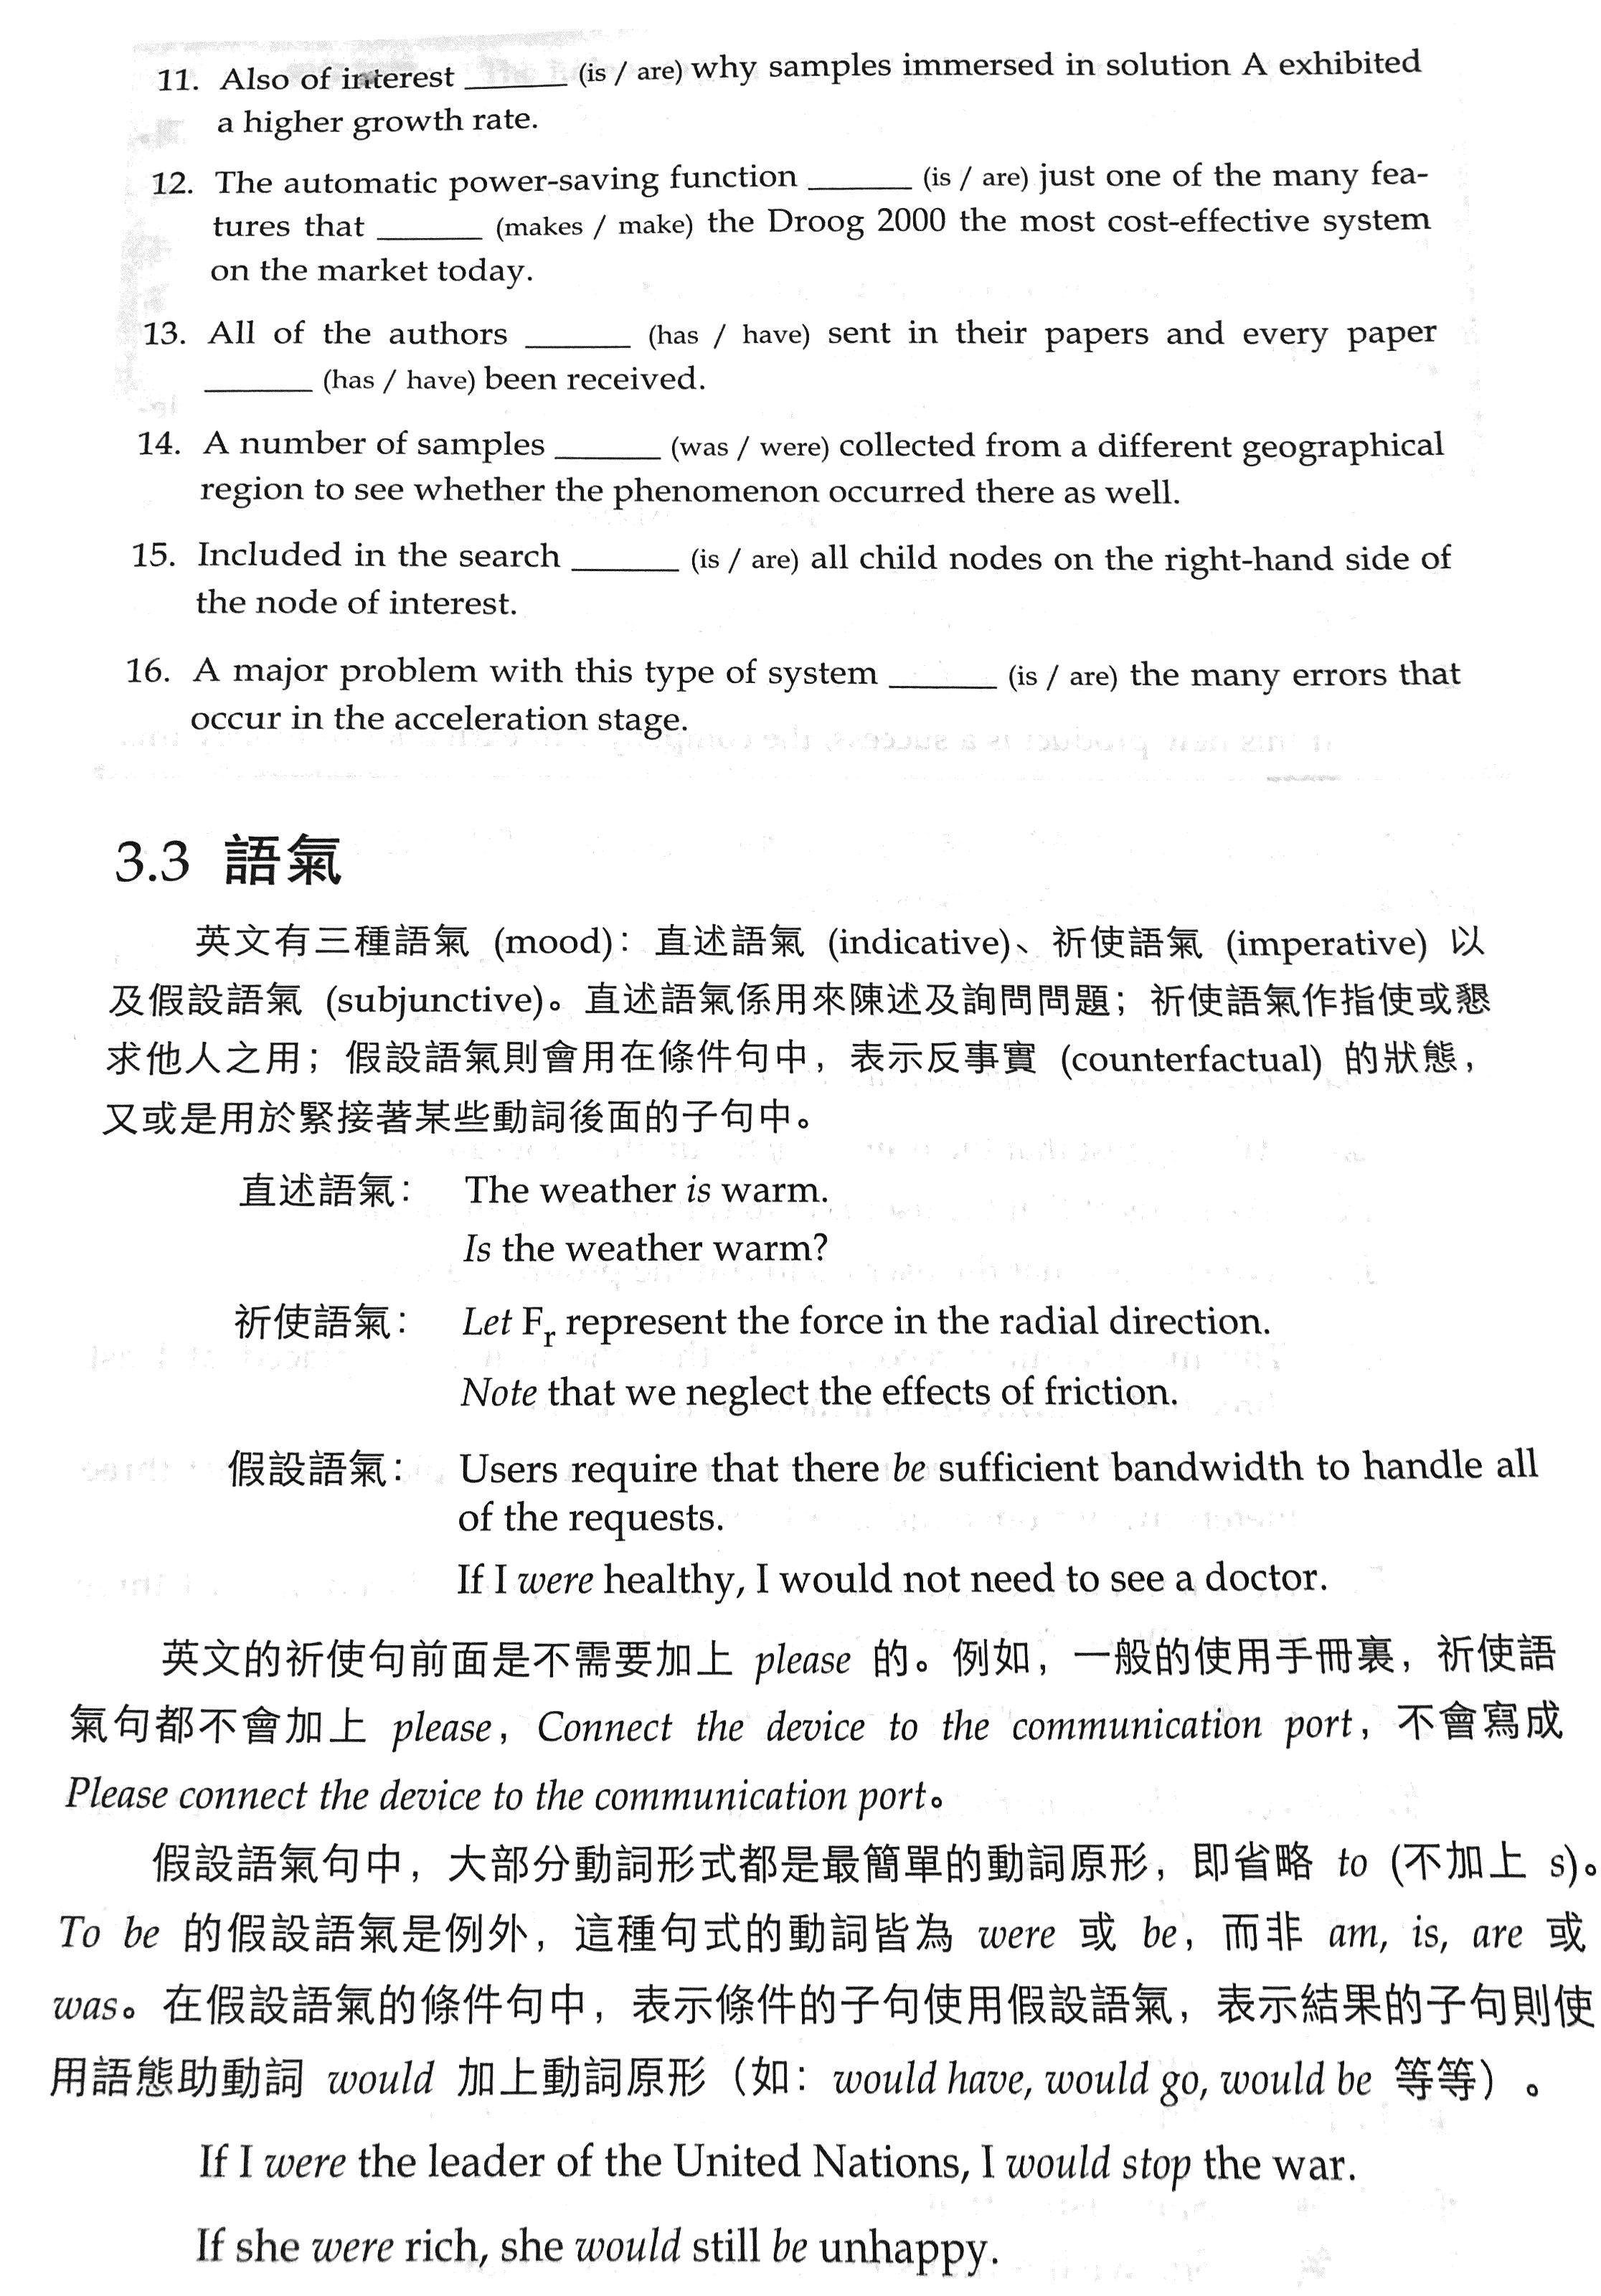 11. Also of interest ______ (is / are) why samples immersed in solution A exhibited
a higher growth rate.
12. The automatic power-saving function ______ (is / are) just one of the many fea-
tures that ______ (makes / make) the Droog 2000 the most cost-effective system
on the market today.
13. All of the authors ______ (has / have) sent in their papers and every paper
______ (has / have) been received.
14. A number of samples ______ (was / were) collected from a different geographical
region to see whether the phenomenon occurred there as well.
15. Included in the search ______ (is / are) all child nodes on the right-hand side of
the node of interest.
16. A major problem with this type of system ______ (is / are) the many errors that
occur in the acceleration stage.
3.3 語氣
英文有三種語氣 (mood)：直述語氣 (indicative)、祈使語氣 (imperative) 以
及假設語氣 (subjunctive)。直述語氣係用來陳述及詢問問題；祈使語氣作指使或懇
求他人之用；假設語氣則會用在條件句中，表示反事實 (counterfactual) 的狀態，
又或是用於緊接著某些動詞後面的子句中。
直述語氣： The weather is warm.
Is the weather warm?
祈使語氣： Let Fr represent the force in the radial direction.
Note that we neglect the effects of friction.
假設語氣： Users require that there be sufficient bandwidth to handle all
of the requests.
If I were healthy, I would not need to see a doctor.
英文的祈使句前面是不需要加上 please 的。例如，一般的使用手冊裏，祈使語
氣句都不會加上 please，Connect the device to the communication port，不會寫成
Please connect the device to the communication port。
假設語氣句中，大部分動詞形式都是最簡單的動詞原形，即省略 to (不加上 s)。
To be 的假設語氣是例外，這種句式的動詞皆為 were 或 be，而非 am, is, are 或
was。在假設語氣的條件句中，表示條件的子句使用假設語氣，表示結果的子句則使
用語態助動詞 would 加上動詞原形（如：would have, would go, would be 等等）。
If I were the leader of the United Nations, I would stop the war.
If she were rich, she would still be unhappy.